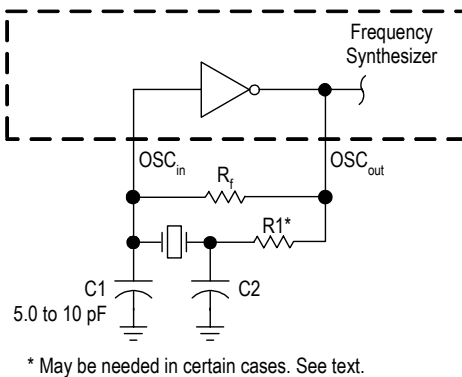 Frequency
Synthesizer
OSCin
OSCout
Rf
R1*
C1
C2
5.0 to 10 pF
* May be needed in certain cases. See text.